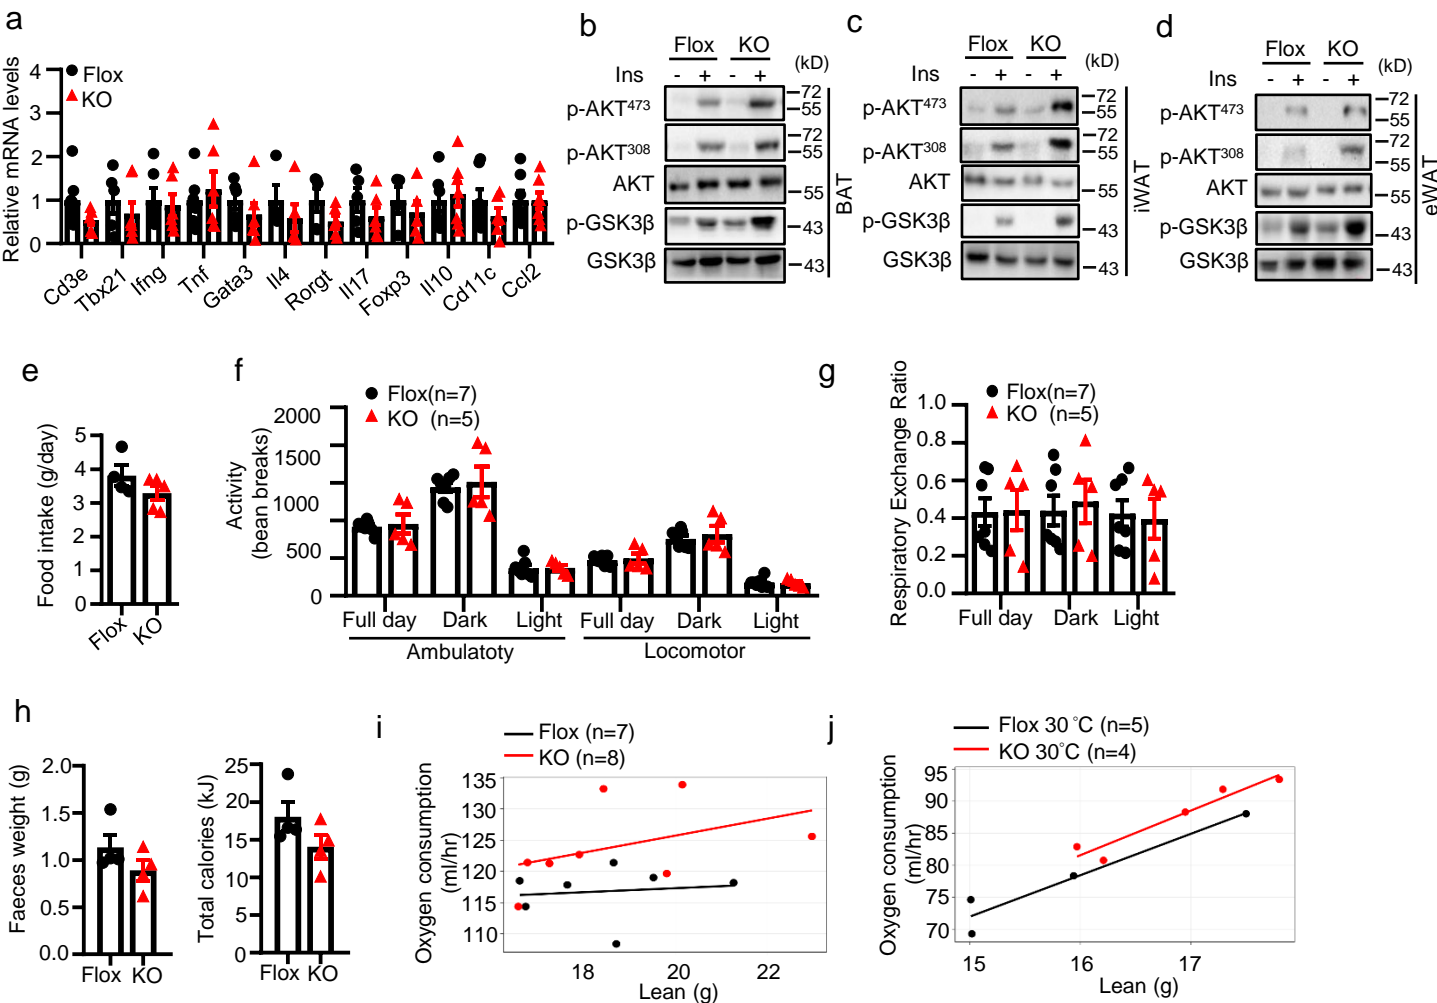 a
Relative mRNA levels
4
3
2
1
0
Flox
KO
Cd3e
Tbx21
Ifng
Tnf
Gata3
Il4
Rorgt
Il17
Foxp3
Il10
Cd11c
Ccl2
b
Flox KO
Ins - + - + (kD)
p-AKT473
72
55
p-AKT308
72
55
AKT
55
p-GSK3β
GSK3β
43
BAT
c
Flox KO
Ins - + - + (kD)
p-AKT473
72
55
p-AKT308
72
55
AKT
55
p-GSK3β
GSK3β
43
iWAT
d
Flox KO
Ins - + - + (kD)
p-AKT473
72
55
p-AKT308
72
55
AKT
55
p-GSK3β
GSK3β
43
eWAT
e
Food intake (g/day)
5
4
3
2
1
0
Flox
KO
f
Flox(n=7)
KO (n=5)
Activity
(bean breaks)
2000
1500
1000
500
0
Full day Dark Light Full day Dark Light
Ambulatoty Locomotor
g
Flox(n=7)
KO (n=5)
Respiratory Exchange Ratio
1.0
0.8
0.6
0.4
0.2
0.0
Full day Dark Light
h
Faeces weight (g)
2.0
1.5
1.0
0.5
0.0
Flox KO
Total calories (kJ)
25
20
15
10
5
0
Flox KO
i
Flox (n=7)
KO (n=8)
Oxygen consumption
(ml/hr)
135
130
125
120
115
110
18 20 22
Lean (g)
j
Flox 30°C (n=5)
KO 30°C (n=4)
Oxygen consumption
(ml/hr)
95
90
85
80
75
70
15 16 17
Lean (g)